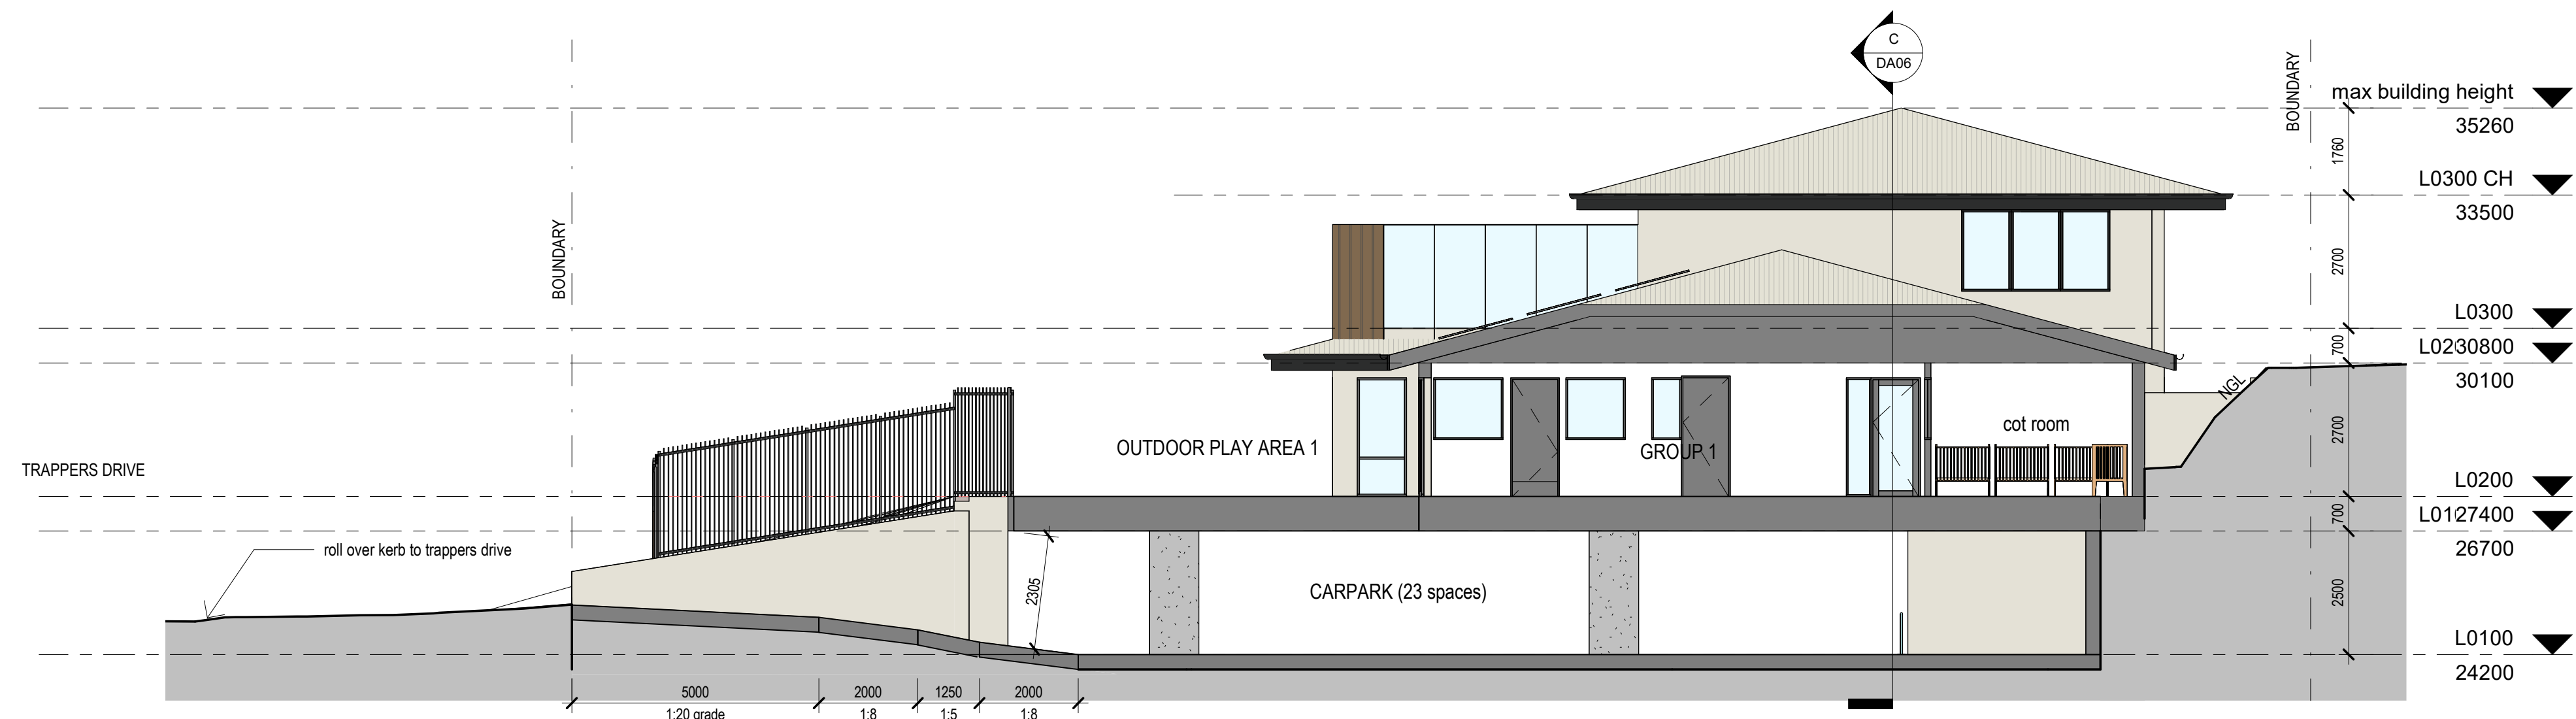 C
DA06
BOUNDARY
BOUNDARY
max building height
35260
1760
L0300 CH
33500
2700
L0300
700
L0230800
30100
NGL
2700
cot room
OUTDOOR PLAY AREA 1
GROUP 1
TRAPPERS DRIVE
L0200
700
L0127400
26700
roll over kerb to trappers drive
2305
CARPARK (23 spaces)
2500
L0100
24200
5000
2000
1250
2000
1:20 grade
1:8
1:5
1:8